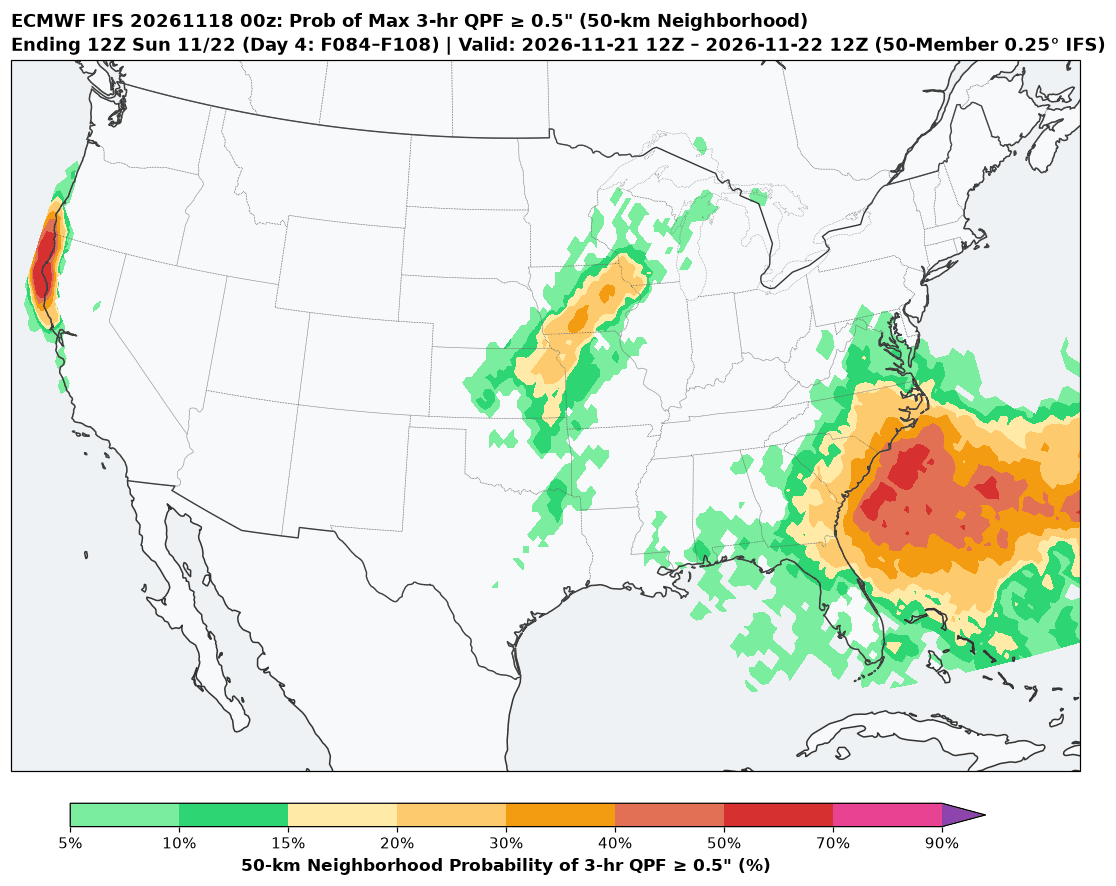 ECMWF IFS 20261118 00z: Prob of Max 3-hr QPF ≥ 0.5" (50-km Neighborhood)
Ending 12Z Sun 11/22 (Day 4: F084–F108) | Valid: 2026-11-21 12Z – 2026-11-22 12Z (50-Member 0.25° IFS)
5% 10% 15% 20% 30% 40% 50% 70% 90%
50-km Neighborhood Probability of 3-hr QPF ≥ 0.5" (%)